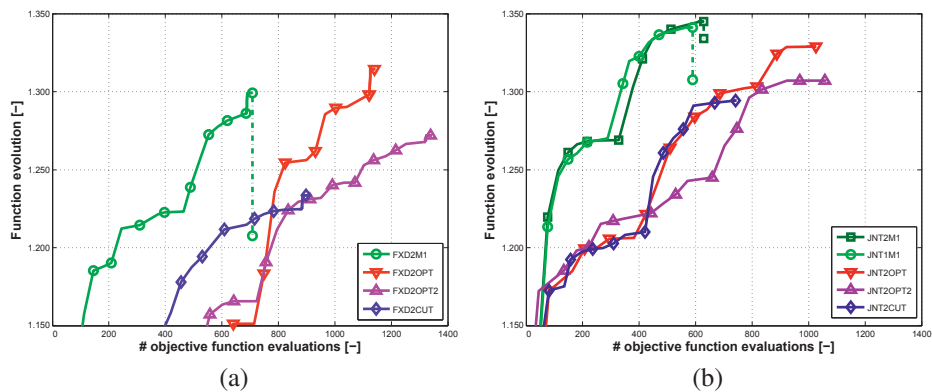 1.350
1.300
1.250
1.200
1.150
Function evolution [−]
0 200 400 600 800 1000 1200 1400
# objective function evaluations [−]
FXD2M1
FXD2OPT
FXD2OPT2
FXD2CUT
(a)
1.350
1.300
1.250
1.200
1.150
Function evolution [−]
0 200 400 600 800 1000 1200 1400
# objective function evaluations [−]
JNT2M1
JNT1M1
JNT2OPT
JNT2OPT2
JNT2CUT
(b)